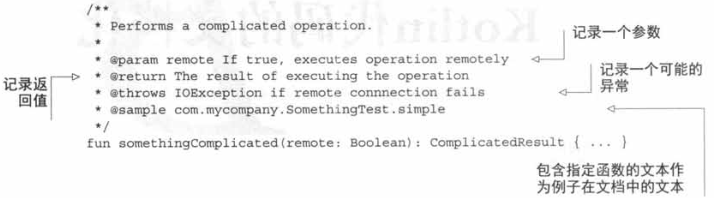 /**
* Performs a complicated operation.
*
* @param remote If true, executes operation remotely
记录一个参数
* @return The result of executing the operation
记录返
回值
* @throws IOException if remote connnection fails
记录一个可能的
异常
* @sample com.mycompany.SomethingTest.simple
*/
fun somethingComplicated(remote: Boolean): ComplicatedResult { ... }
包含指定函数的文本作
为例子在文档中的文本